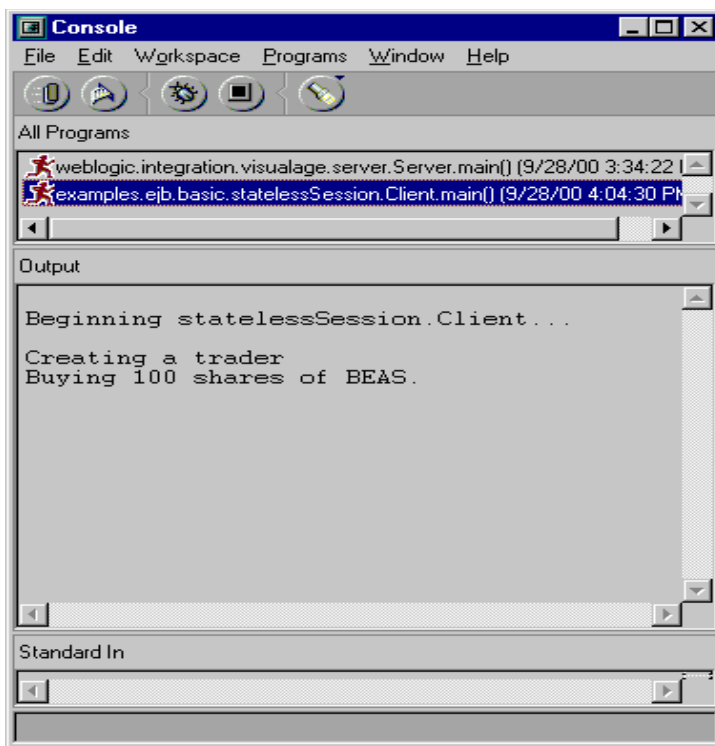 Console
File Edit Workspace Programs Window Help
All Programs
weblogic.integration.visualage.server.Server.main() (9/28/00 3:34:22
examples.ejb.basic.statelessSession.Client.main() (9/28/00 4:04:30 PM
Output
Beginning statelessSession.Client...
Creating a trader
Buying 100 shares of BEAS.
Standard In